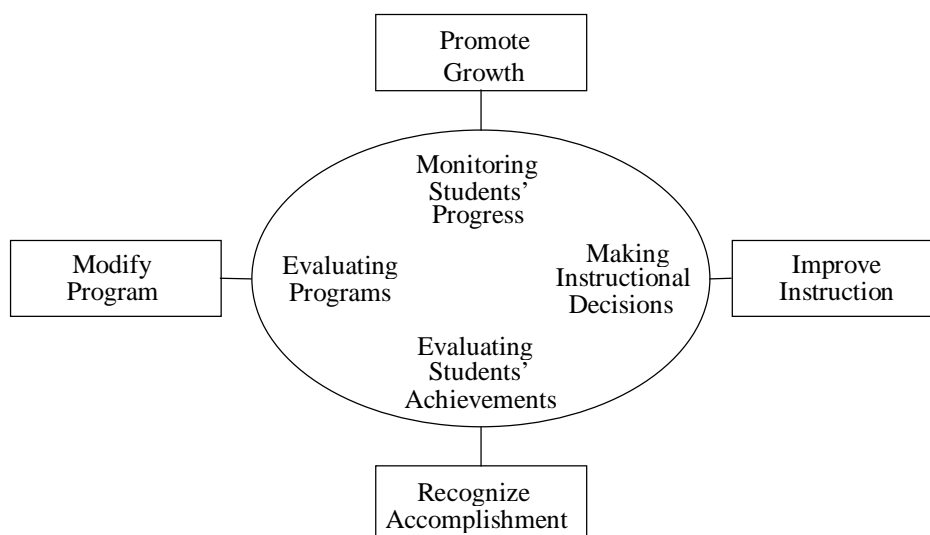 Promote
Growth
Monitoring
Students’
Progress
Modify
Program
Evaluating
Programs
Making
Instructional
Decisions
Improve
Instruction
Evaluating
Students’
Achievements
Recognize
Accomplishment